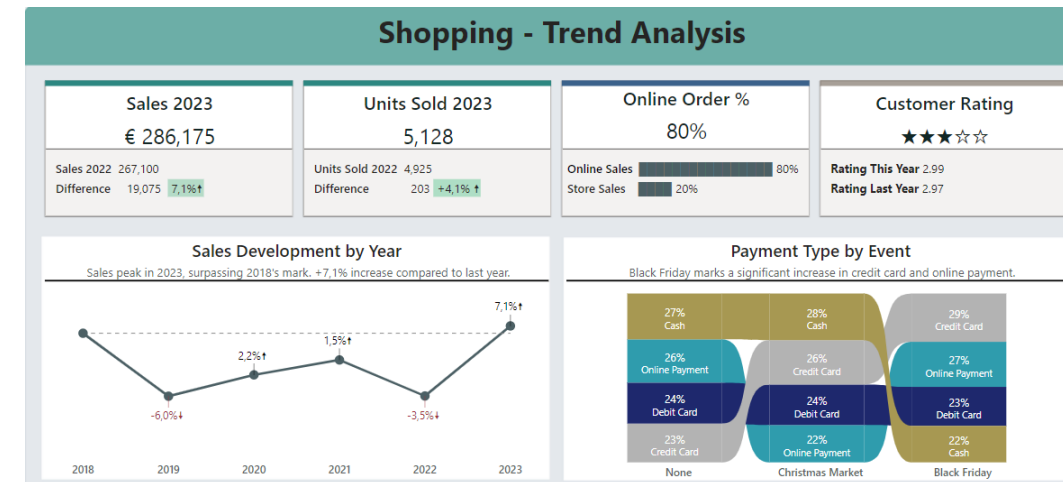 Shopping - Trend Analysis
Sales 2023
€ 286,175
Sales 2022 267,100
Difference 19,075 7,1%↑
Units Sold 2023
5,128
Units Sold 2022 4,925
Difference 203 +4,1% ↑
Online Order %
80%
Online Sales 80%
Store Sales 20%
Customer Rating
★★★☆☆
Rating This Year 2.99
Rating Last Year 2.97
Sales Development by Year
Sales peak in 2023, surpassing 2018's mark. +7,1% increase compared to last year.
7,1%↑
1,5%↑
2,2%↑
-6,0%↓
-3,5%↓
2018 2019 2020 2021 2022 2023
Payment Type by Event
Black Friday marks a significant increase in credit card and online payment.
27%
Cash
26%
Online Payment
24%
Debit Card
23%
Credit Card
None
28%
Cash
26%
Credit Card
24%
Debit Card
22%
Online Payment
Christmas Market
29%
Credit Card
27%
Online Payment
23%
Debit Card
22%
Cash
Black Friday